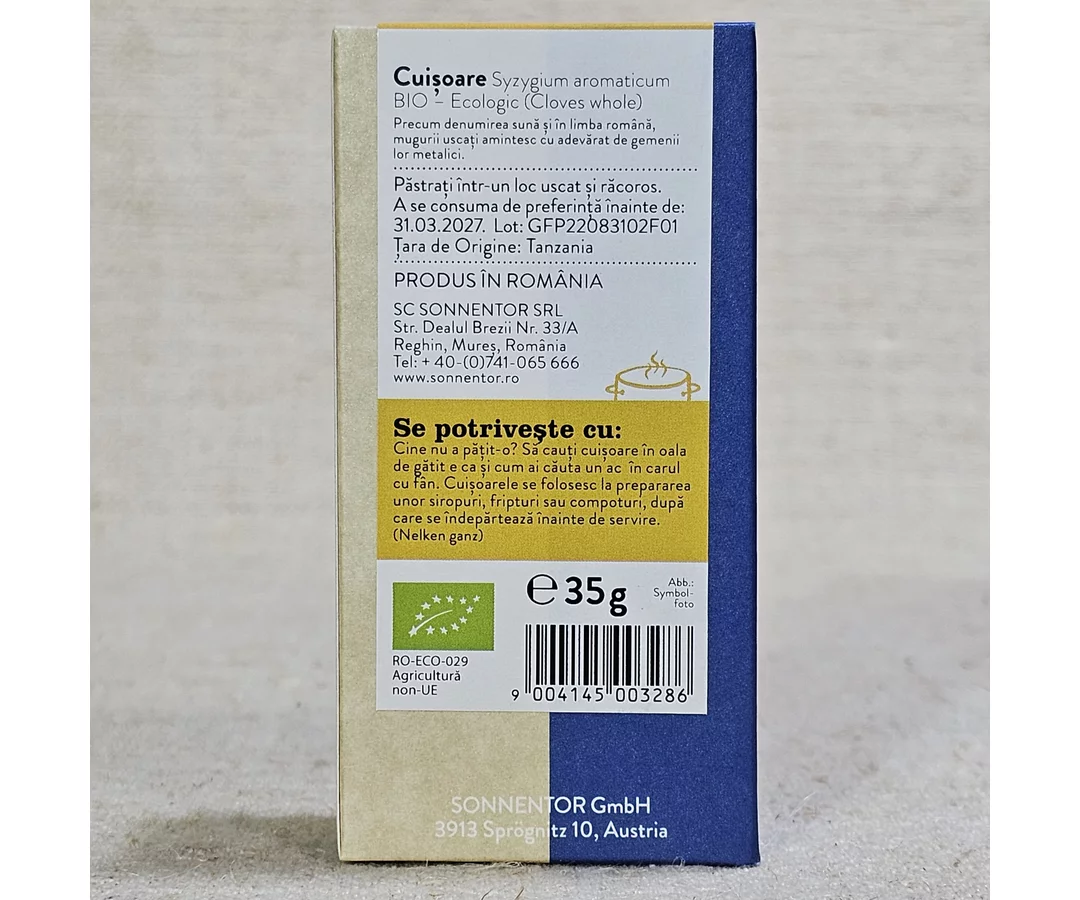 Cuișoare Syzygium aromaticum
BIO – Ecologic (Cloves whole)
Precum denumirea sună și în limba română,
mugurii uscați amintesc cu adevărat de gemenii
lor metalici.
Păstrați într-un loc uscat și răcoros.
A se consuma de preferință înainte de:
31.03.2027. Lot: GFP22083102F01
Țara de Origine: Tanzania
PRODUS ÎN ROMÂNIA
SC SONNENTOR SRL
Str. Dealul Brezii Nr. 33/A
Reghin, Mureș, România
Tel: + 40-(0)741-065 666
www.sonnentor.ro
Se potrivește cu:
Cine nu a pățit-o? Să cauți cuișoare în oala
de gătit e ca și cum ai căuta un ac în carul
cu fân. Cuișoarele se folosesc la prepararea
unor siropuri, fripturi sau compoturi, după
care se îndepărtează înainte de servire.
(Nelken ganz)
℮ 35g
Abb.:
Symbol-
foto
RO-ECO-029
Agricultură
non-UE
9 004145 003286
SONNENTOR GmbH
3913 Sprögnitz 10, Austria